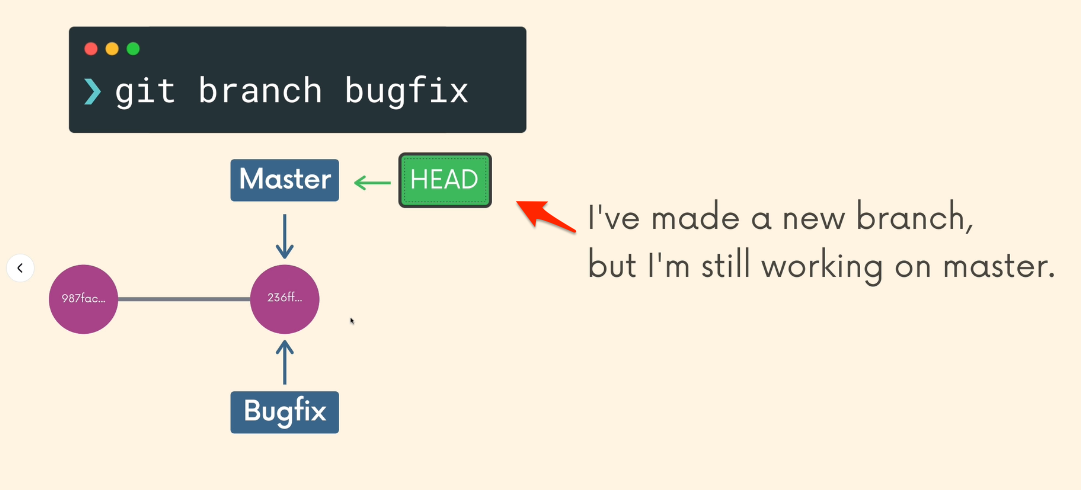 ❯ git branch bugfix
Master
HEAD
I've made a new branch,
but I'm still working on master.
987fac...
236ff...
Bugfix